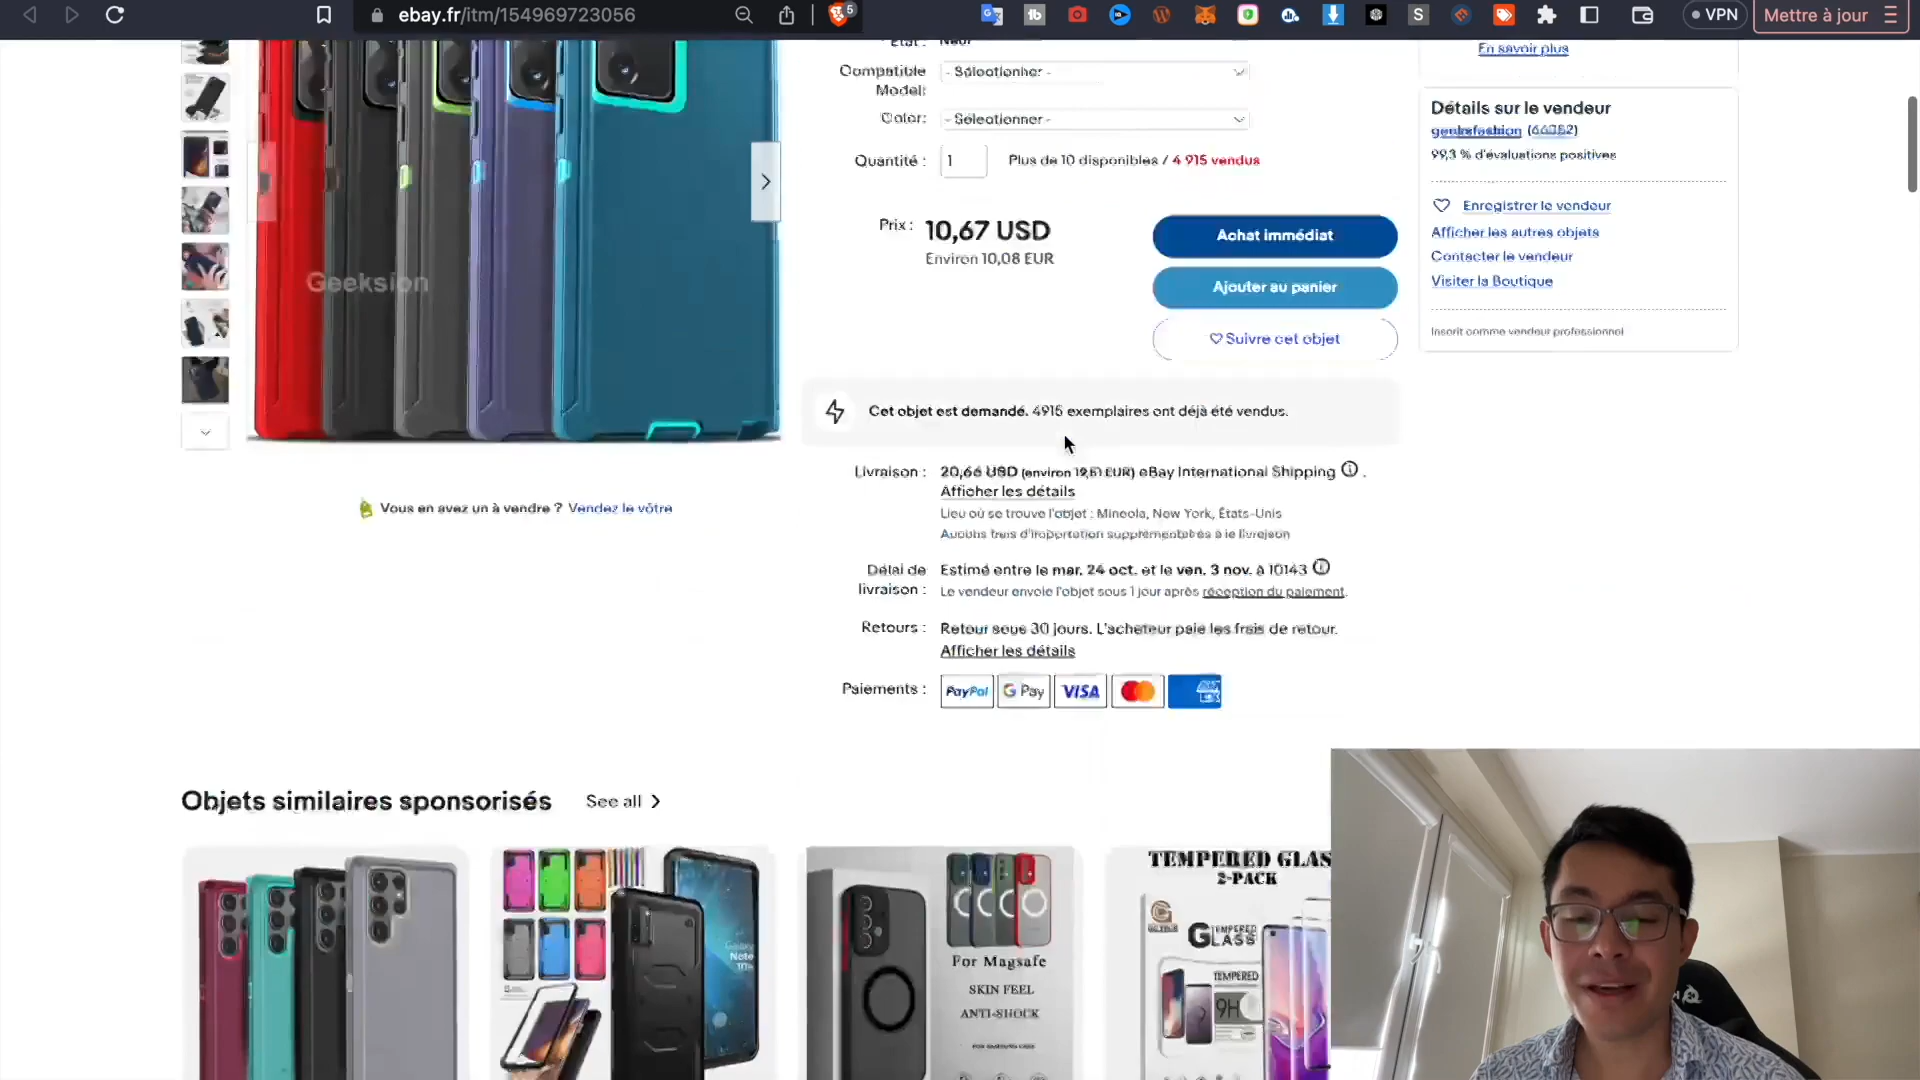 ebay.fr/itm/154969723056
VPN
Mettre à jour
État : Neuf
Compatible Model: - Sélectionner -
Color: - Sélectionner -
Quantité : 1 Plus de 10 disponibles / 4 915 vendus
Prix : 10,67 USD
Environ 10,08 EUR
Achat immédiat
Ajouter au panier
Suivre cet objet
Cet objet est demandé. 4915 exemplaires ont déjà été vendus.
Livraison : 20,66 USD (environ 19,51 EUR) eBay International Shipping .
Afficher les détails
Lieu où se trouve l'objet : Mineola, New York, États-Unis
Aucuns frais d'importation supplémentaires à la livraison
Délai de livraison : Estimé entre le mar. 24 oct. et le ven. 3 nov. à 10143
Le vendeur envoie l'objet sous 1 jour après réception du paiement.
Retours : Retour sous 30 jours. L'acheteur paie les frais de retour.
Afficher les détails
Paiements : PayPal G Pay VISA
En savoir plus
Détails sur le vendeur
99,3 % d'évaluations positives
Enregistrer le vendeur
Afficher les autres objets
Contacter le vendeur
Visiter la Boutique
Inscrit comme vendeur professionnel
Geeksion
Vous en avez un à vendre ? Vendez le vôtre
Objets similaires sponsorisés See all
Galaxy
Note
For Magsafe
SKIN FEEL
ANTI-SHOCK
TEMPERED GLAS
2-PACK
TEMPERED
GLASS
TEMPERED
9H